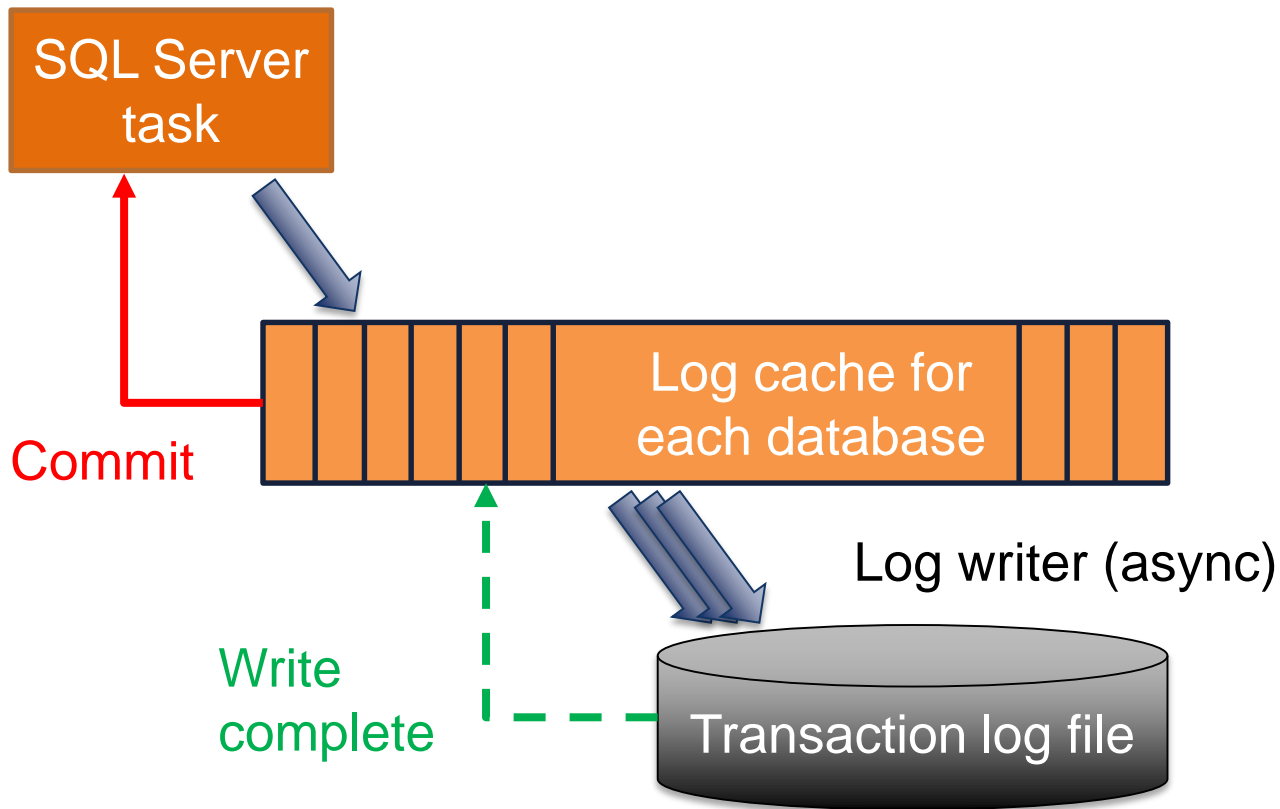 SQL Server
task
Log cache for
each database
Commit
Log writer (async)
Write
complete
Transaction log file